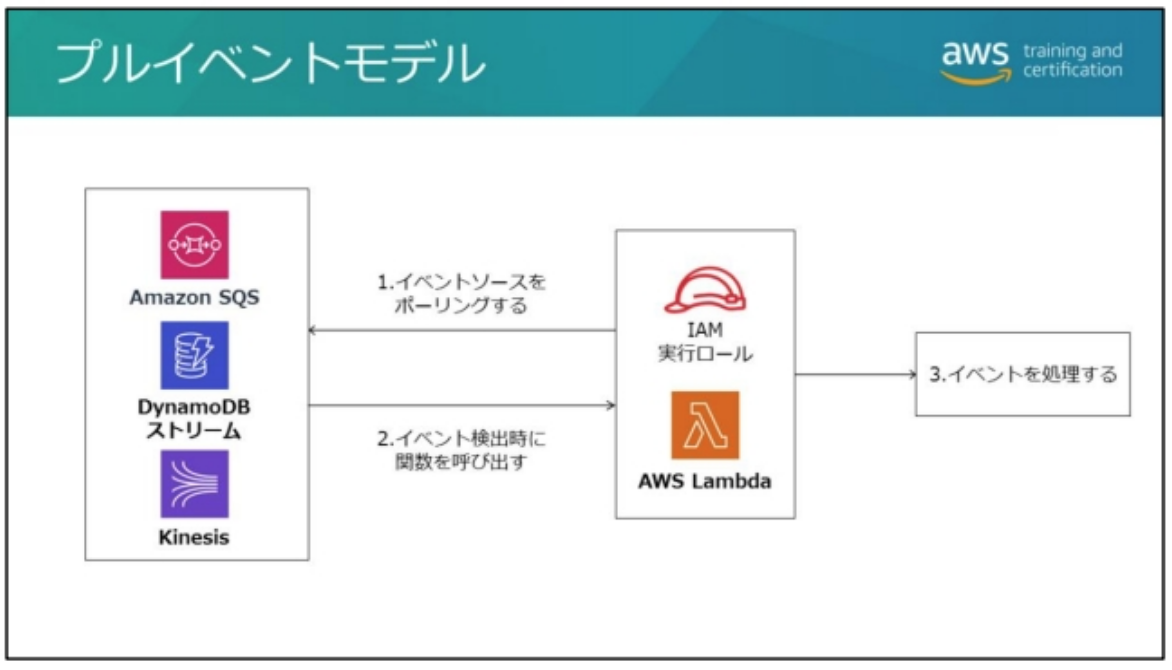 プルイベントモデル
aws training and
certification
Amazon SQS
DynamoDB
ストリーム
Kinesis
1.イベントソースを
ポーリングする
2.イベント検出時に
関数を呼び出す
IAM
実行ロール
AWS Lambda
3.イベントを処理する